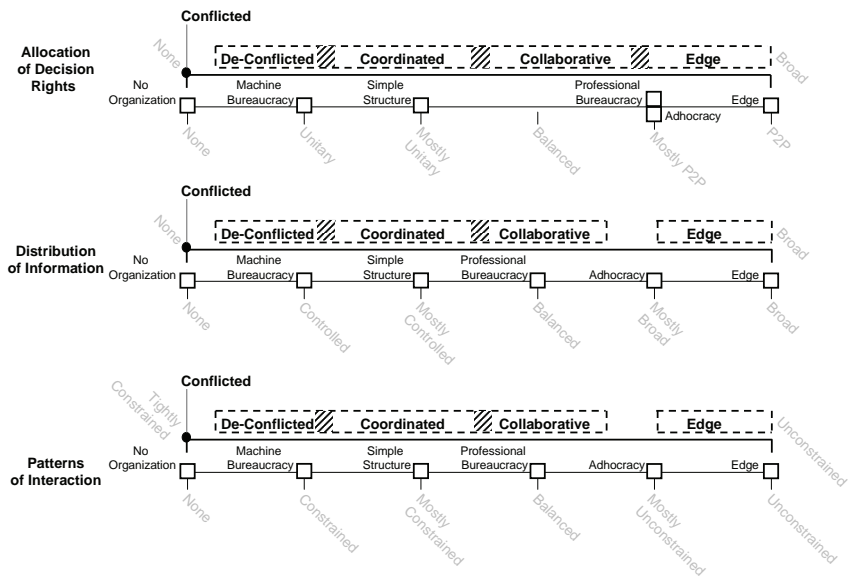 Conflicted
Allocation
of Decision
Rights
None
De-Conflicted
Coordinated
Collaborative
Edge
Broad
No
Organization
Machine
Bureaucracy
Simple
Structure
Professional
Bureaucracy
Adhocracy
Edge
None
Unitary
Mostly
Unitary
Balanced
Mostly P2P
P2P
Conflicted
Distribution
of Information
None
De-Conflicted
Coordinated
Collaborative
Edge
Broad
No
Organization
Machine
Bureaucracy
Simple
Structure
Professional
Bureaucracy
Adhocracy
Edge
None
Controlled
Mostly
Controlled
Balanced
Mostly
Broad
Broad
Conflicted
Patterns
of Interaction
Tightly
Constrained
De-Conflicted
Coordinated
Collaborative
Edge
Unconstrained
No
Organization
Machine
Bureaucracy
Simple
Structure
Professional
Bureaucracy
Adhocracy
Edge
None
Constrained
Mostly
Constrained
Balanced
Mostly
Unconstrained
Unconstrained